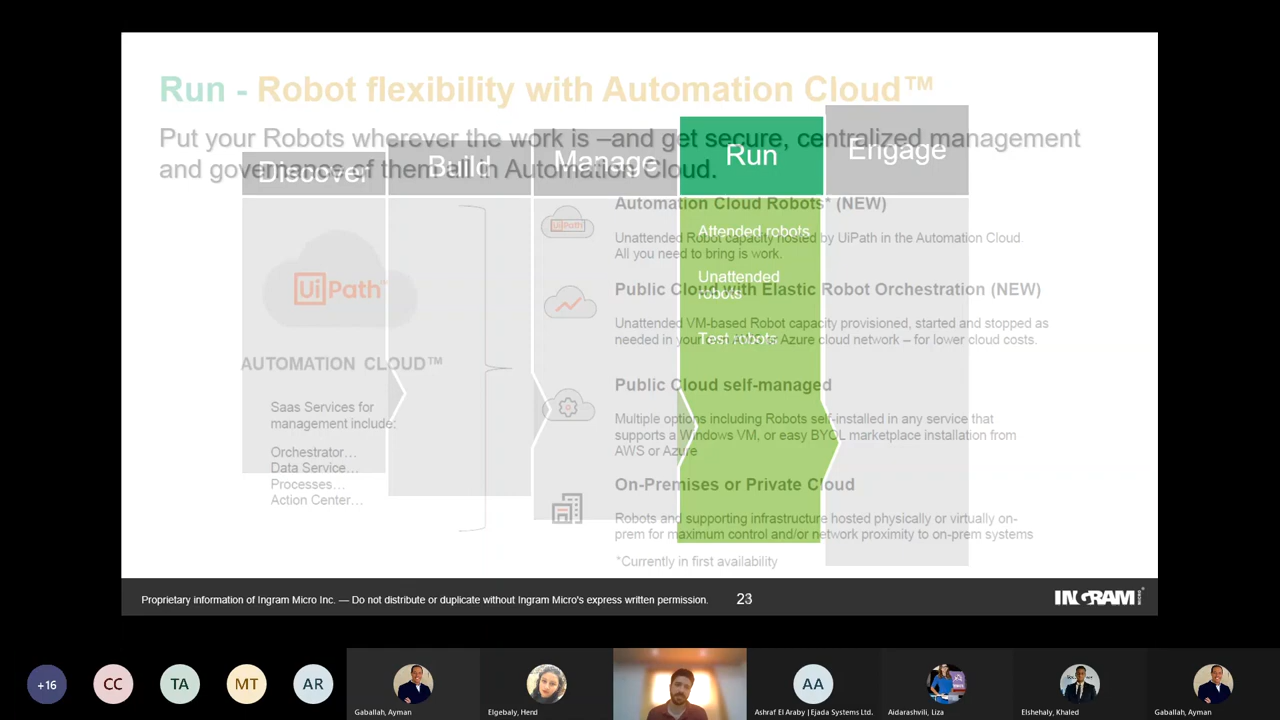 Run - Robot flexibility with Automation Cloud™
Put your Robots wherever the work is –and get secure, centralized management
and governance of them all in Automation Cloud.
Discover
Build
Manage
Run
Engage
Attended robots
Unattended
robots
Test robots
UiPath
AUTOMATION CLOUD™
Saas Services for
management include:
Orchestrator…
Data Service…
Processes…
Action Center…
UiPath
Automation Cloud Robots* (NEW)
Unattended Robot capacity hosted by UiPath in the Automation Cloud.
All you need to bring is work.
Public Cloud with Elastic Robot Orchestration (NEW)
Unattended VM-based Robot capacity provisioned, started and stopped as
needed in your Azure cloud network – for lower cloud costs.
Public Cloud self-managed
Multiple options including Robots self-installed in any service that
supports a Windows VM, or easy BYOL marketplace installation from
AWS or Azure
On-Premises or Private Cloud
Robots and supporting infrastructure hosted physically or virtually on-
prem for maximum control and/or network proximity to on-prem systems
*Currently in first availability
Proprietary information of Ingram Micro Inc. — Do not distribute or duplicate without Ingram Micro's express written permission.
23
INGRAM MICRO
+16
CC
TA
MT
AR
AA
Gaballah, Ayman
Elgebaly, Hend
Ashraf El Araby | Ejada Systems Ltd.
Aidarashvili, Liza
Elshehaly, Khaled
Gaballah, Ayman